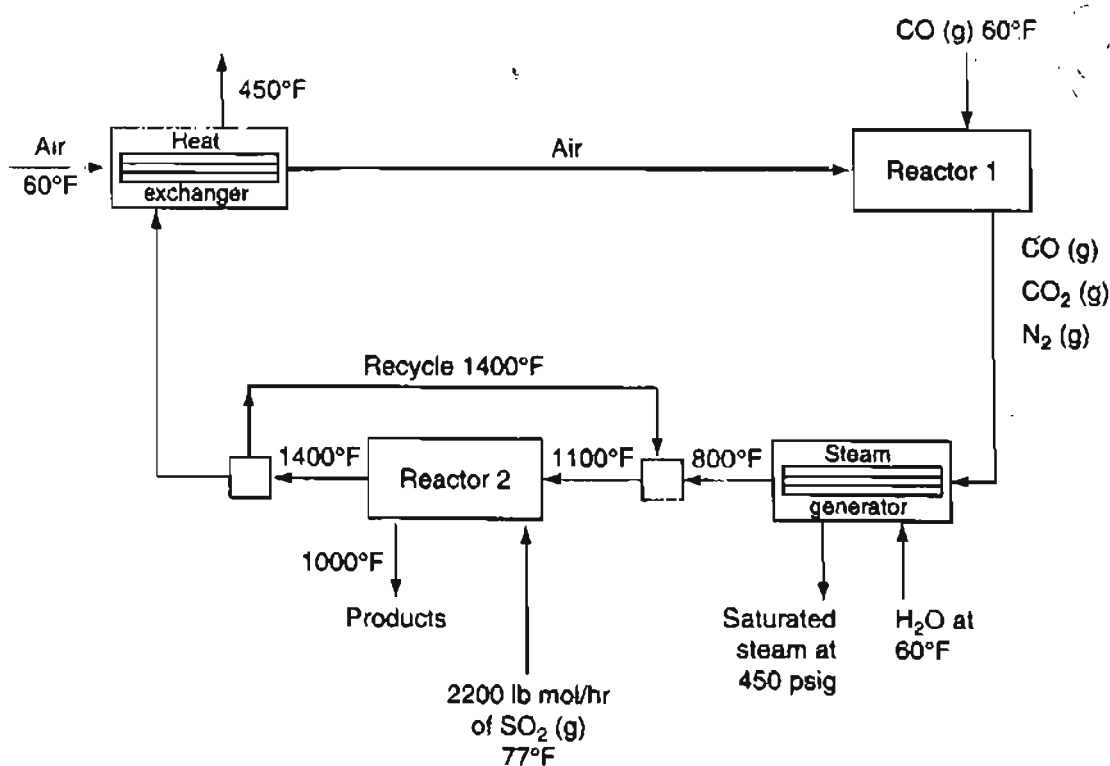 CO (g) 60°F
450°F
Air
60°F
Heat
exchanger
Air
Reactor 1
CO (g)
CO₂ (g)
N₂ (g)
Recycle 1400°F
1400°F
Reactor 2
1100°F
800°F
Steam
generator
1000°F
Products
Saturated
steam at
450 psig
H₂O at
60°F
2200 lb mol/hr
of SO₂ (g)
77°F